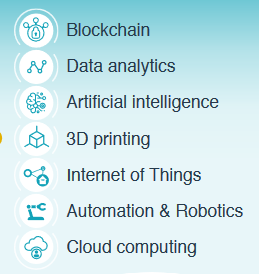 Blockchain
Data analytics
Artificial intelligence
3D printing
Internet of Things
Automation & Robotics
Cloud computing